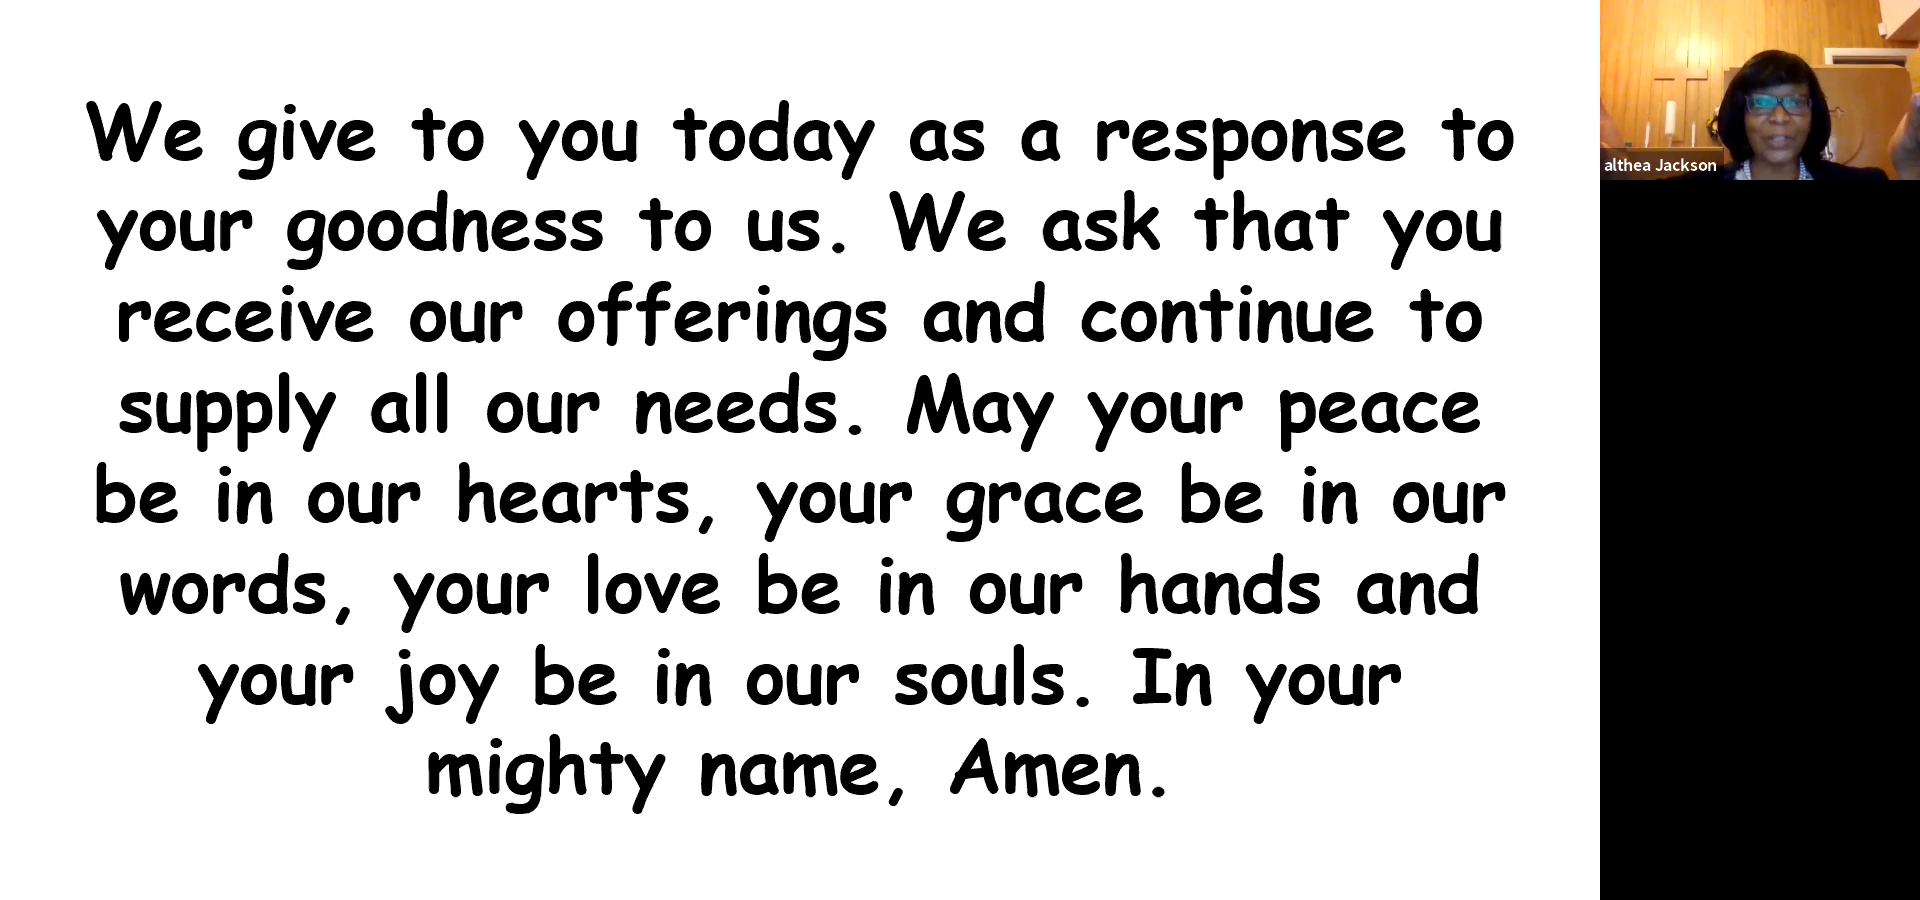 We give to you today as a response to
your goodness to us. We ask that you
receive our offerings and continue to
supply all our needs. May your peace
be in our hearts, your grace be in our
words, your love be in our hands and
your joy be in our souls. In your
mighty name, Amen.
althea Jackson